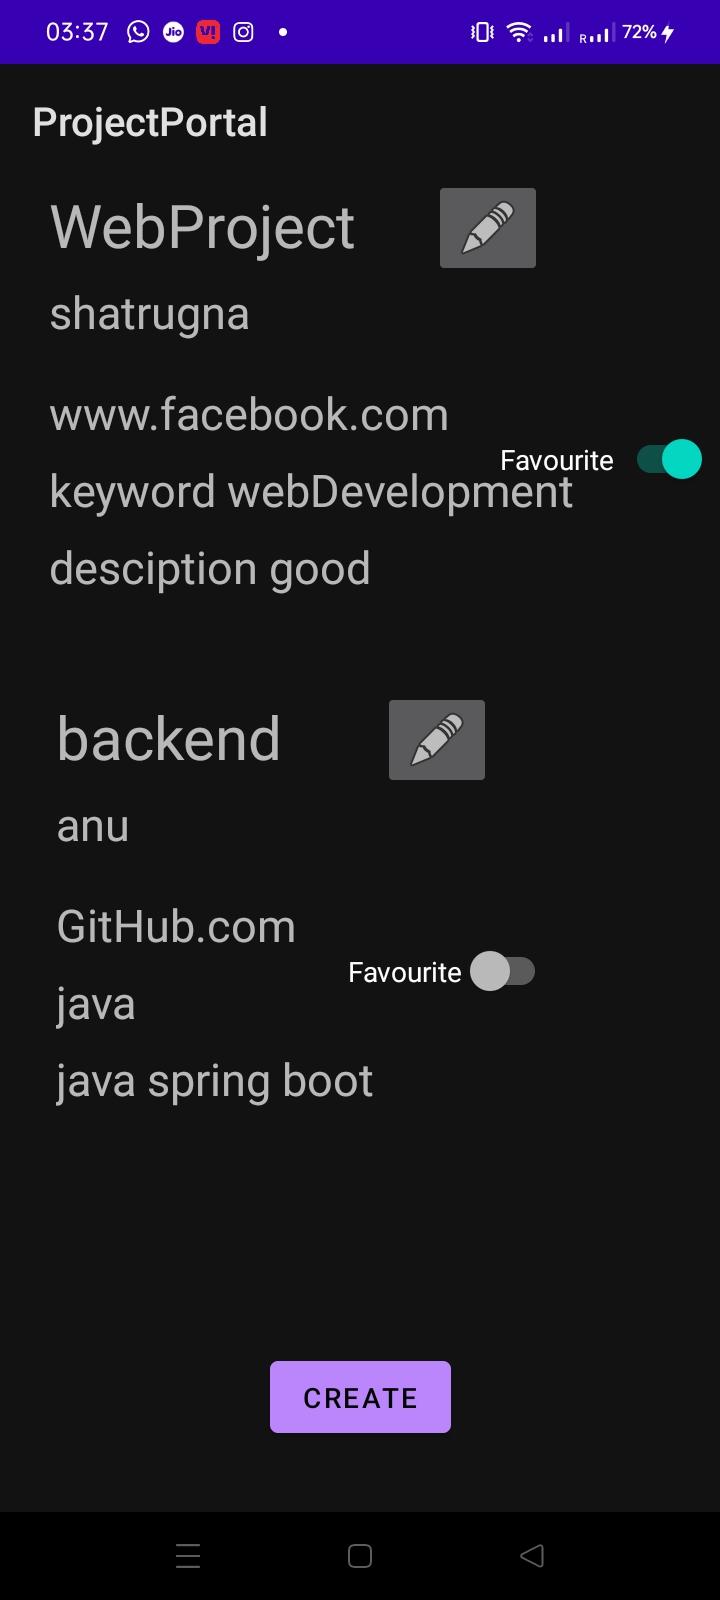 03:37 Jio V! R 72%
ProjectPortal
WebProject
shatrugna
www.facebook.com
Favourite
keyword webDevelopment
desciption good
backend
anu
GitHub.com
Favourite
java
java spring boot
CREATE